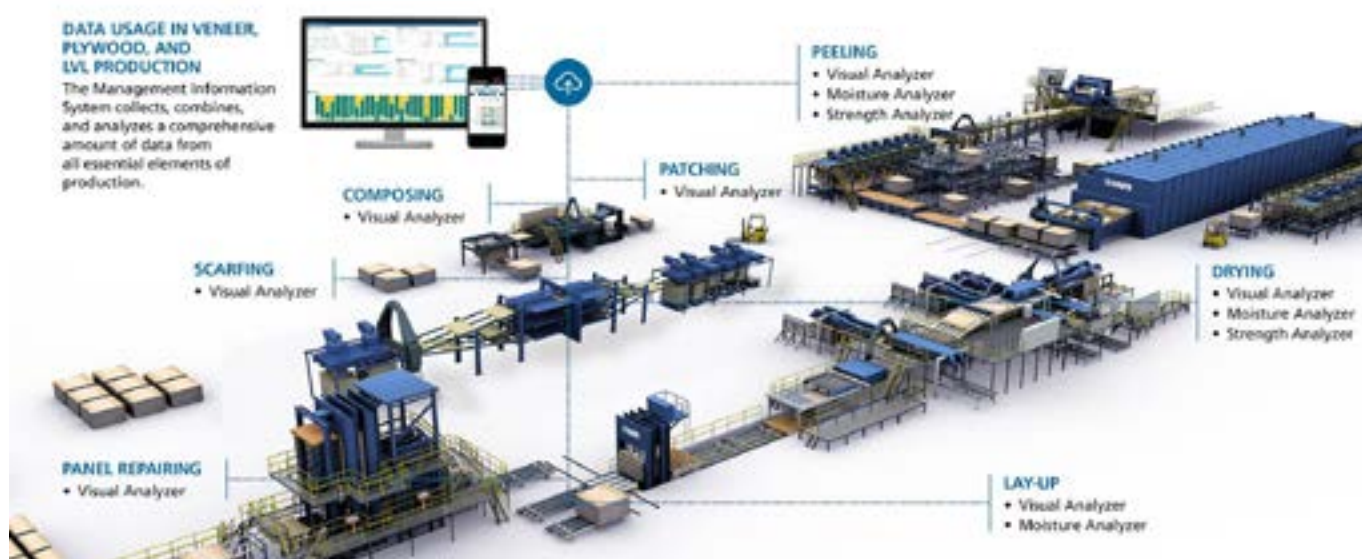 DATA USAGE IN VENEER,
PLYWOOD, AND
LVL PRODUCTION
The Management Information
System collects, combines,
and analyzes a comprehensive
amount of data from
all essential elements of
production.
PEELING
• Visual Analyzer
• Moisture Analyzer
• Strength Analyzer
PATCHING
• Visual Analyzer
COMPOSING
• Visual Analyzer
SCARFING
• Visual Analyzer
DRYING
• Visual Analyzer
• Moisture Analyzer
• Strength Analyzer
PANEL REPAIRING
• Visual Analyzer
LAY-UP
• Visual Analyzer
• Moisture Analyzer